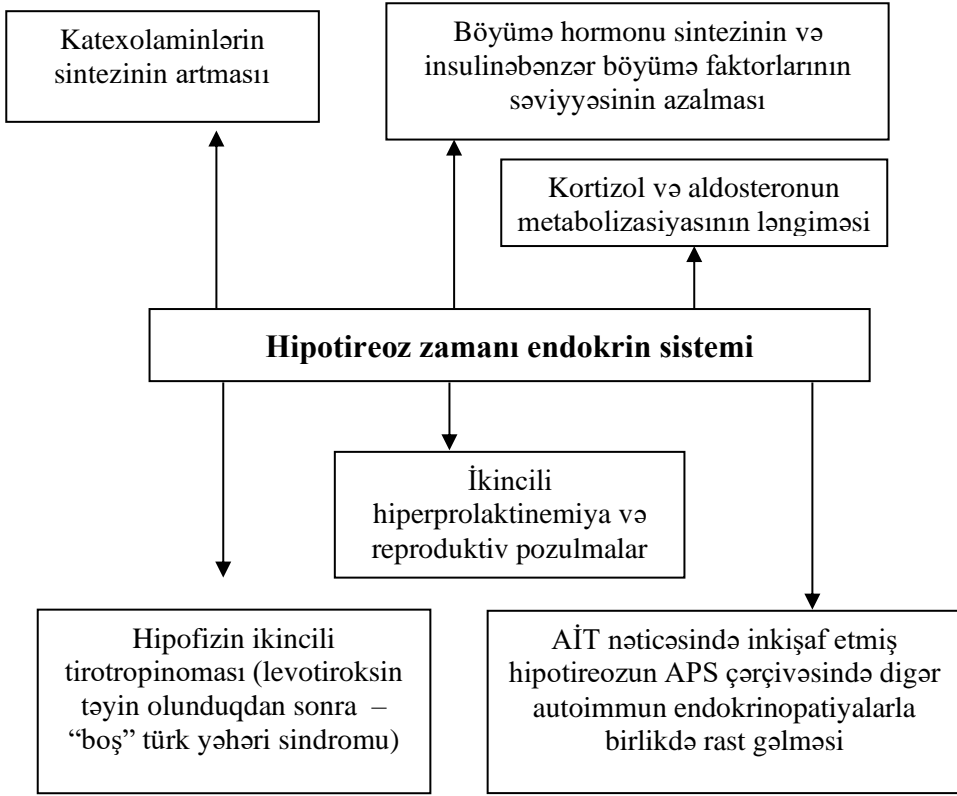 Katexolaminlərin
sintezinin artmasıı
Böyümə hormonu sintezinin və
insulinəbənzər böyümə faktorlarının
səviyyəsinin azalması
Kortizol və aldosteronun
metabolizasiyasının ləngiməsi
Hipotireoz zamanı endokrin sistemi
İkincili
hiperprolaktinemiya və
reproduktiv pozulmalar
Hipofizin ikincili
tirotropinoması (levotiroksin
təyin olunduqdan sonra –
“boş” türk yəhəri sindromu)
AİT nəticəsində inkişaf etmiş
hipotireozun APS çərçivəsində digər
autoimmun endokrinopatiyalarla
birlikdə rast gəlməsi